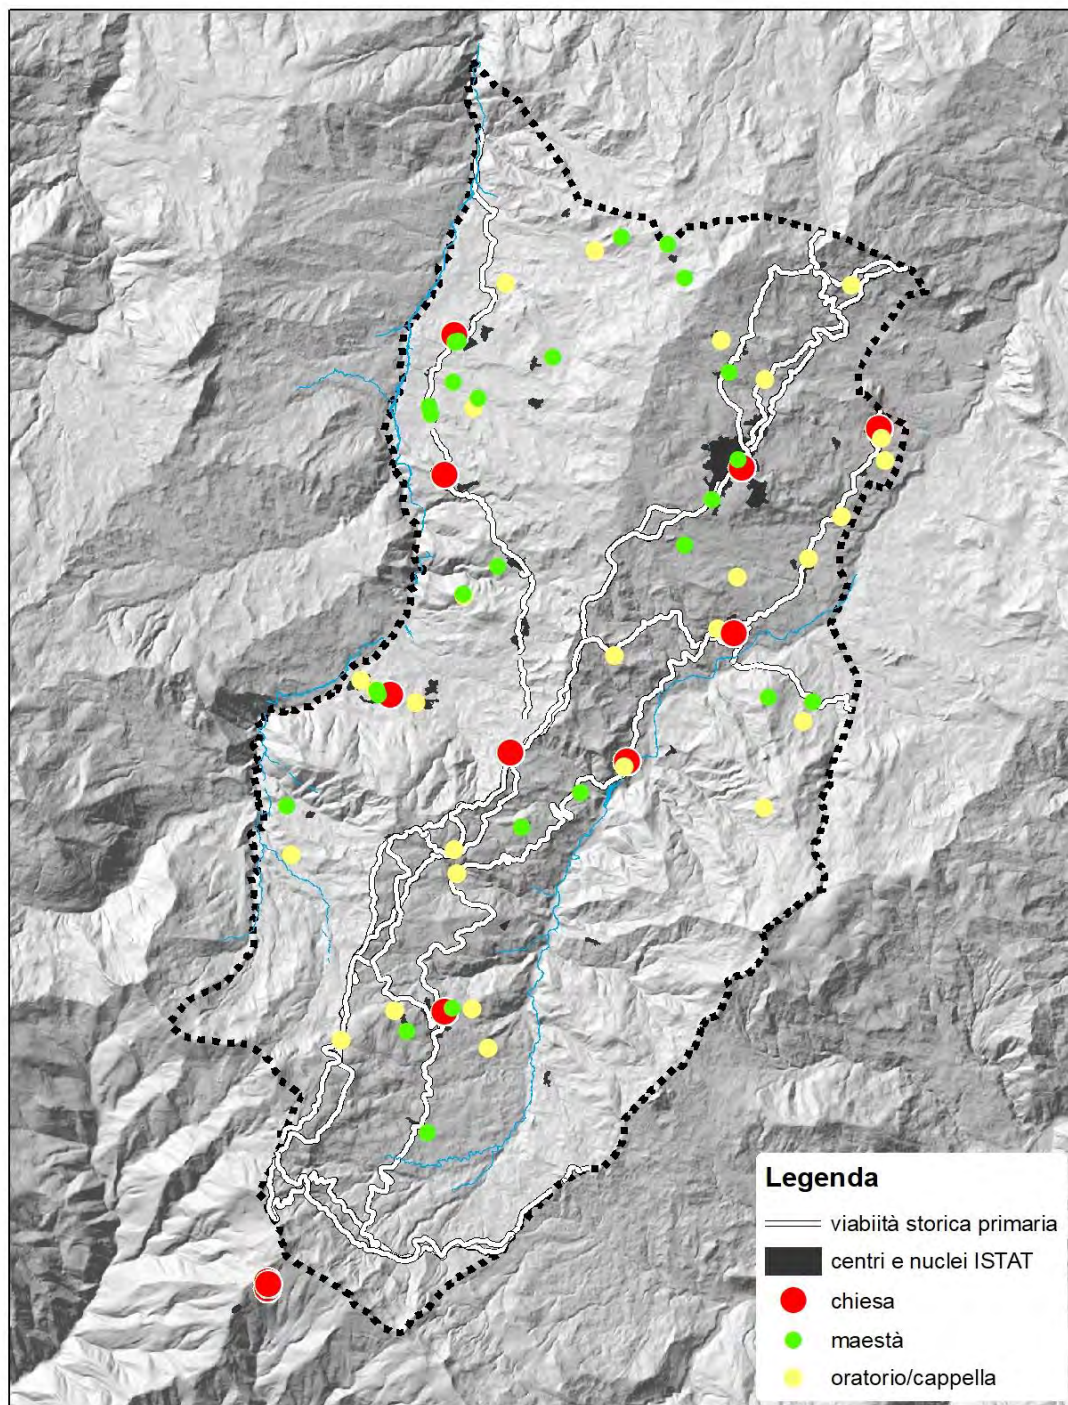 Legenda
viabiità storica primaria
centri e nuclei ISTAT
chiesa
maestà
oratorio/cappella